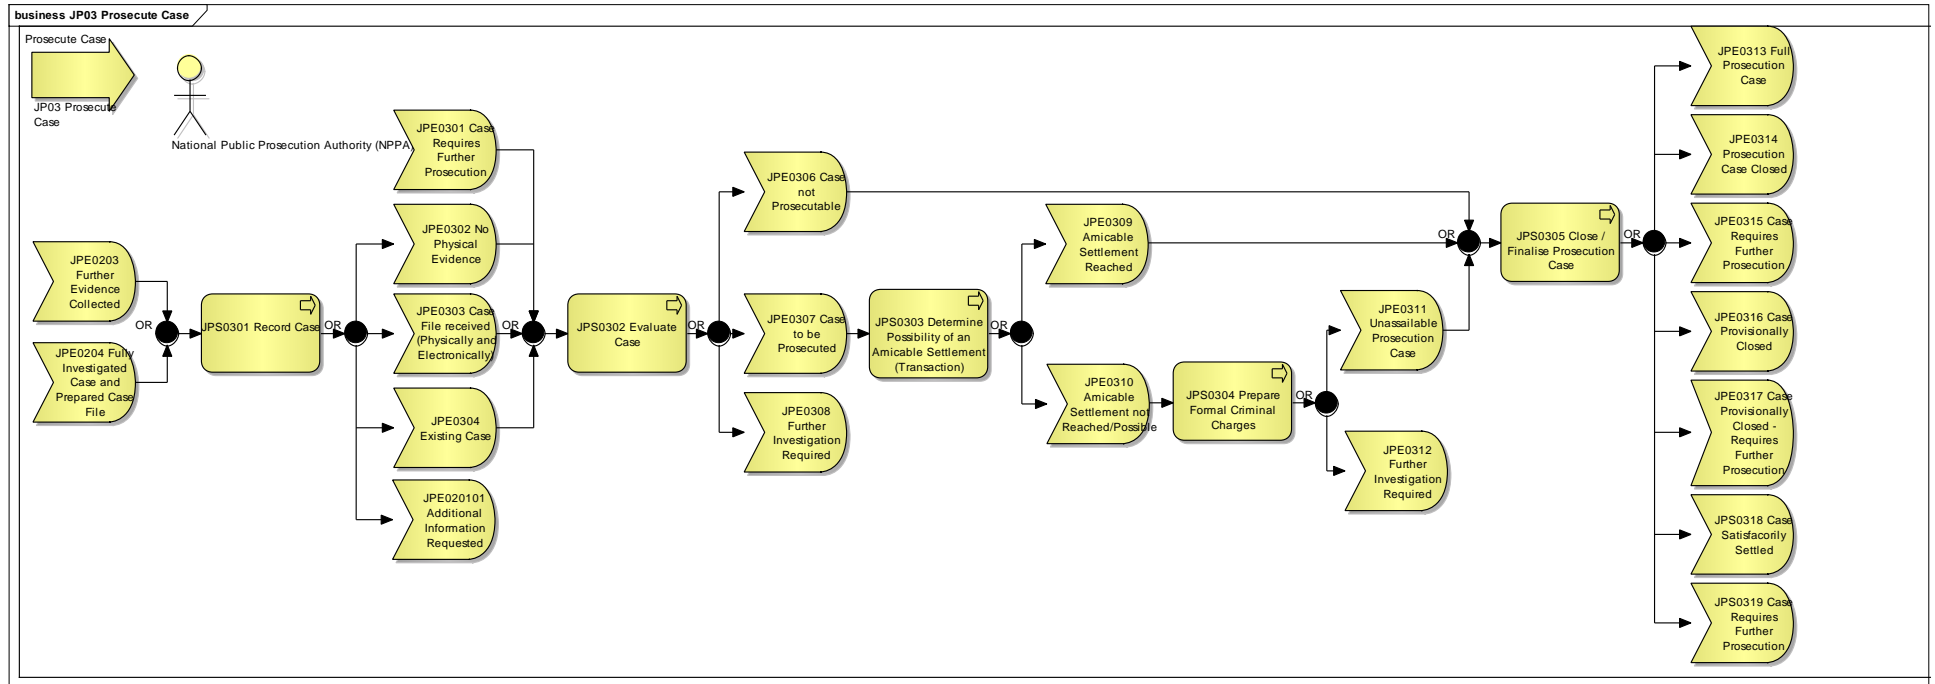 business JP03 Prosecute Case
Prosecute Case
JP03 Prosecute
Case
National Public Prosecution Authority (NPPA
JPE0203
Further
Evidence
Collected
JPE0204 Fully
Investigated
Case and
Prepared Case
File
OR
JPS0301 Record Case
OR
JPE0301 Case
Requires
Further
Prosecution
JPE0302 No
Physical
Evidence
JPE0303 Case
File received
(Physically and
Electronically)
JPE0304
Existing Case
JPE020101
Additional
Information
Requested
OR
JPS0302 Evaluate
Case
OR
JPE0306 Case
not
Prosecutable
JPE0307 Case
to be
Prosecuted
JPE0308
Further
Investigation
Required
JPS0303 Determine
Possibility of an
Amicable Settlement
(Transaction)
OR
JPE0309
Amicable
Settlement
Reached
JPE0310
Amicable
Settlement not
Reached/Possible
JPS0304 Prepare
Formal Criminal
Charges
OR
JPE0311
Unassailable
Prosecution
Case
JPE0312
Further
Investigation
Required
OR
JPS0305 Close /
Finalise Prosecution
Case
OR
JPE0313 Full
Prosecution
Case
JPE0314
Prosecution
Case Closed
JPE0315 Case
Requires
Further
Prosecution
JPE0316 Case
Provisionally
Closed
JPE0317 Case
Provisionally
Closed -
Requires
Further
Prosecution
JPS0318 Case
Satisfacorily
Settled
JPS0319 Case
Requires
Further
Prosecution